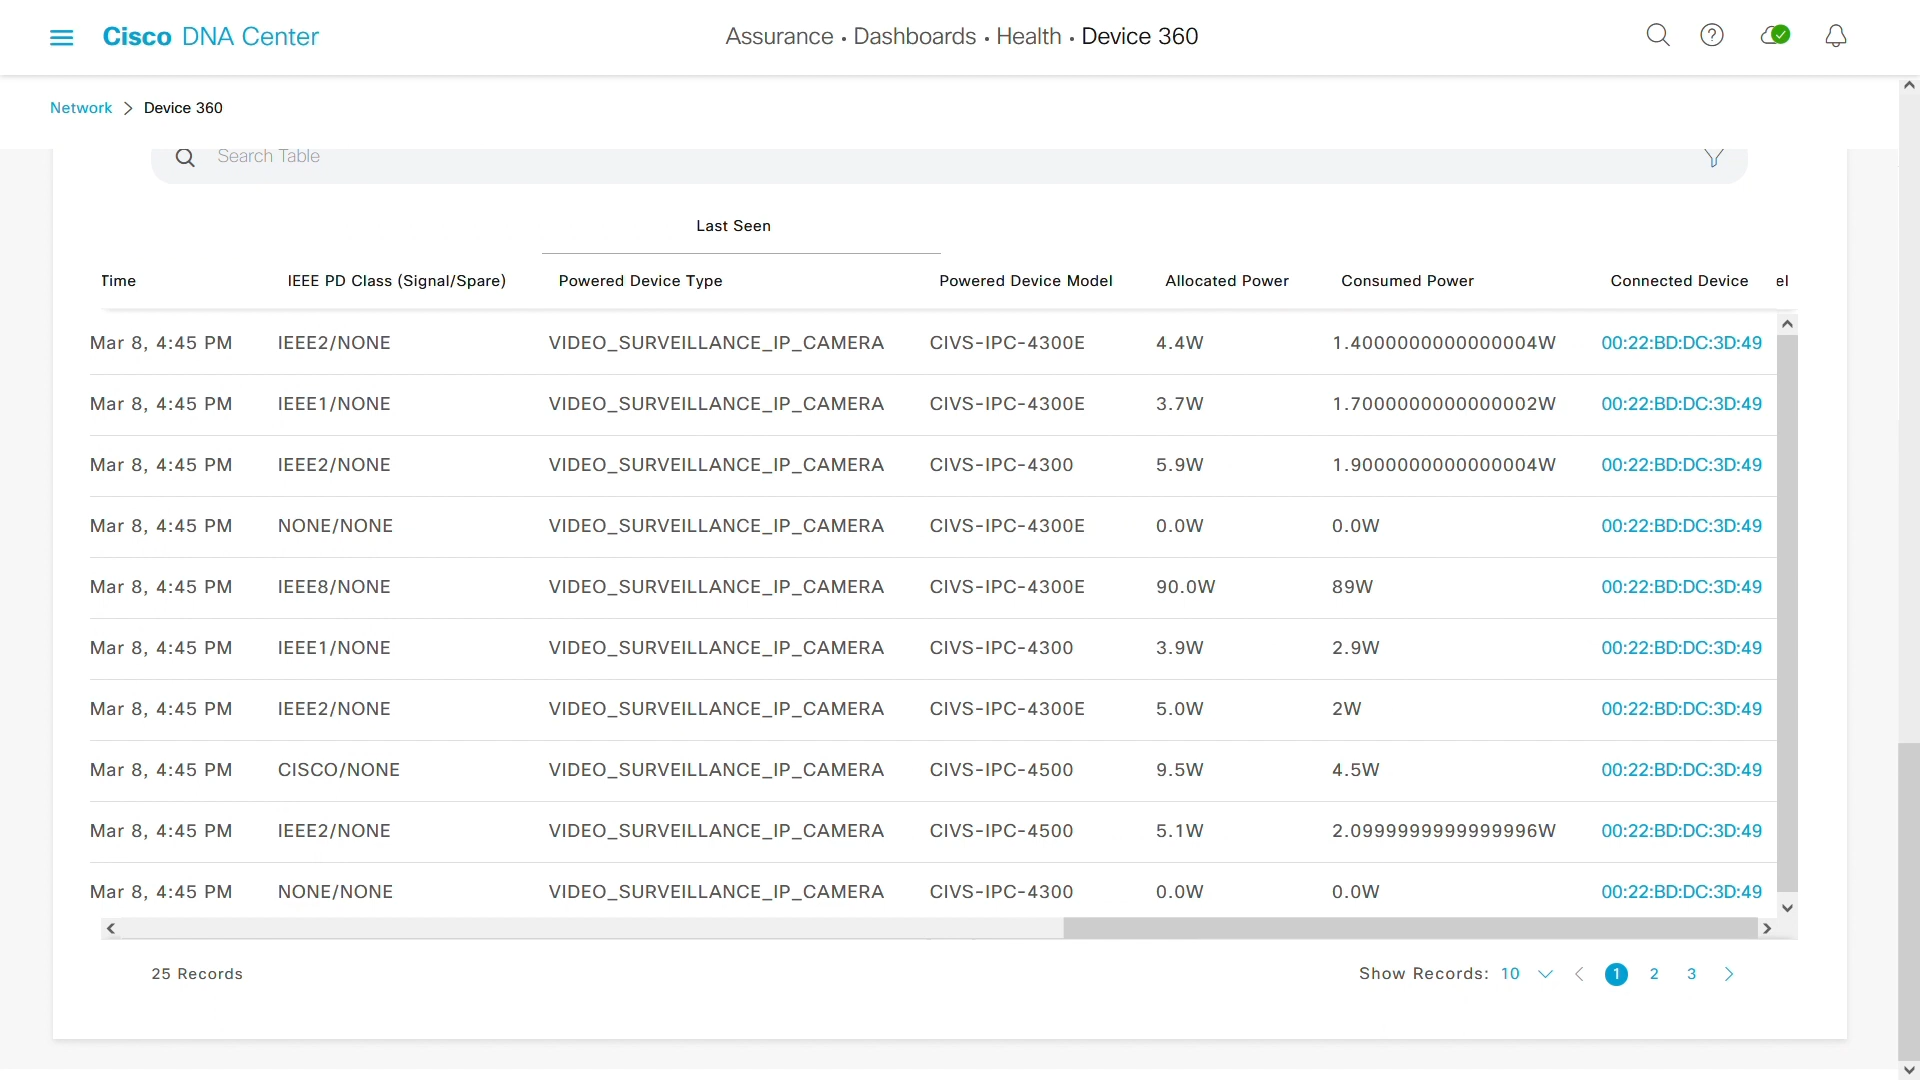 Cisco DNA Center
Assurance · Dashboards · Health · Device 360
Network > Device 360
Search Table
Last Seen
Time IEEE PD Class (Signal/Spare) Powered Device Type Powered Device Model Allocated Power Consumed Power Connected Device el
Mar 8, 4:45 PM IEEE2/NONE VIDEO_SURVEILLANCE_IP_CAMERA CIVS-IPC-4300E 4.4W 1.4000000000000004W 00:22:BD:DC:3D:49
Mar 8, 4:45 PM IEEE1/NONE VIDEO_SURVEILLANCE_IP_CAMERA CIVS-IPC-4300E 3.7W 1.7000000000000002W 00:22:BD:DC:3D:49
Mar 8, 4:45 PM IEEE2/NONE VIDEO_SURVEILLANCE_IP_CAMERA CIVS-IPC-4300 5.9W 1.9000000000000004W 00:22:BD:DC:3D:49
Mar 8, 4:45 PM NONE/NONE VIDEO_SURVEILLANCE_IP_CAMERA CIVS-IPC-4300E 0.0W 0.0W 00:22:BD:DC:3D:49
Mar 8, 4:45 PM IEEE8/NONE VIDEO_SURVEILLANCE_IP_CAMERA CIVS-IPC-4300E 90.0W 89W 00:22:BD:DC:3D:49
Mar 8, 4:45 PM IEEE1/NONE VIDEO_SURVEILLANCE_IP_CAMERA CIVS-IPC-4300 3.9W 2.9W 00:22:BD:DC:3D:49
Mar 8, 4:45 PM IEEE2/NONE VIDEO_SURVEILLANCE_IP_CAMERA CIVS-IPC-4300E 5.0W 2W 00:22:BD:DC:3D:49
Mar 8, 4:45 PM CISCO/NONE VIDEO_SURVEILLANCE_IP_CAMERA CIVS-IPC-4500 9.5W 4.5W 00:22:BD:DC:3D:49
Mar 8, 4:45 PM IEEE2/NONE VIDEO_SURVEILLANCE_IP_CAMERA CIVS-IPC-4500 5.1W 2.0999999999999996W 00:22:BD:DC:3D:49
Mar 8, 4:45 PM NONE/NONE VIDEO_SURVEILLANCE_IP_CAMERA CIVS-IPC-4300 0.0W 0.0W 00:22:BD:DC:3D:49
25 Records Show Records: 10 1 2 3